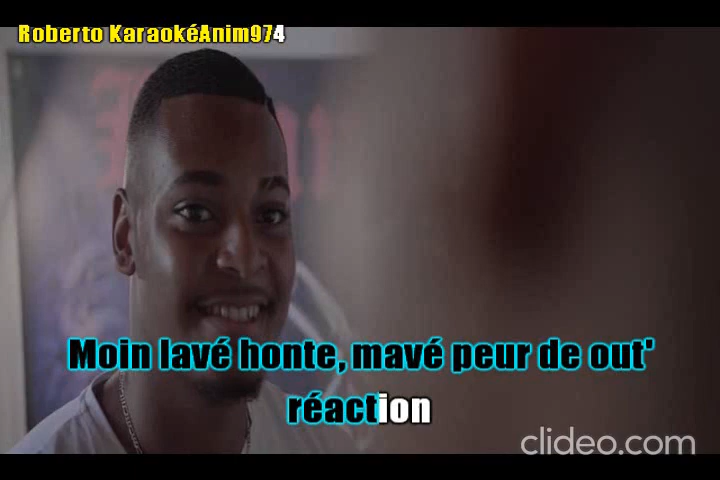 Roberto KaraokéAnim974
Moin lavé honte, mavé peur de out'
réaction
clideo.com